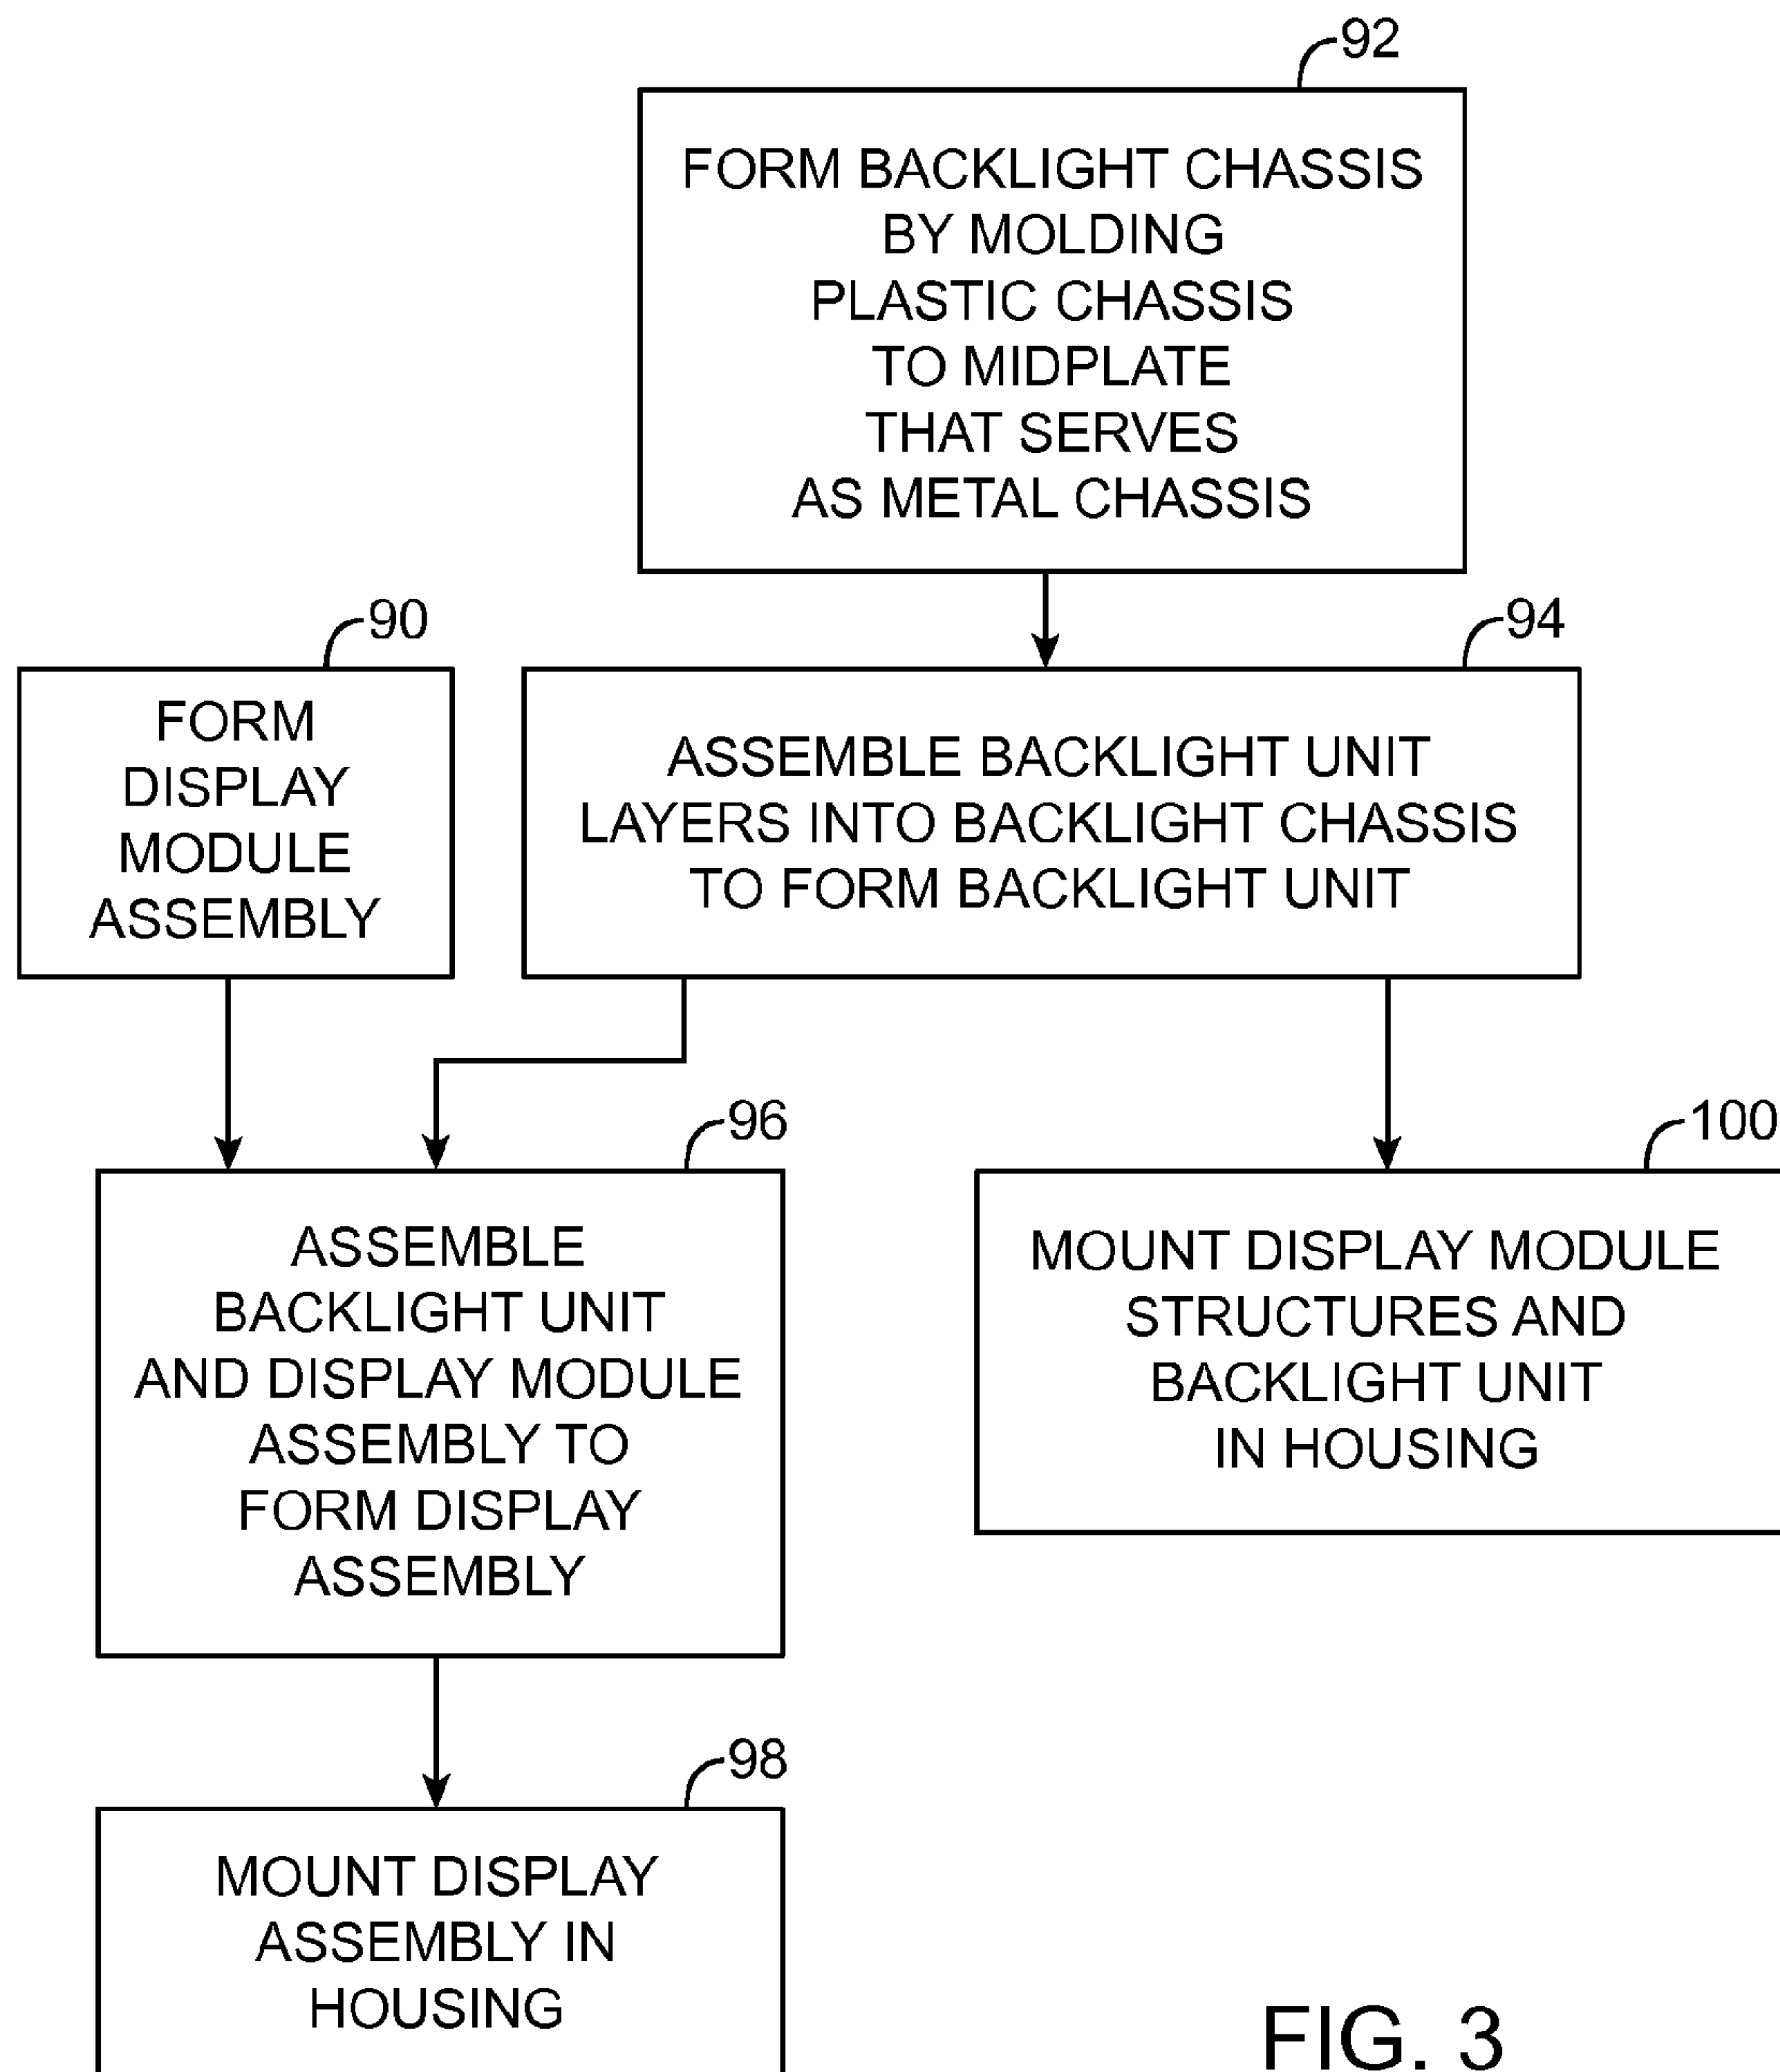 92
FORM BACKLIGHT CHASSIS
BY MOLDING
PLASTIC CHASSIS
TO MIDPLATE
THAT SERVES
AS METAL CHASSIS
90
FORM
DISPLAY
MODULE
ASSEMBLY
94
ASSEMBLE BACKLIGHT UNIT
LAYERS INTO BACKLIGHT CHASSIS
TO FORM BACKLIGHT UNIT
96
ASSEMBLE
BACKLIGHT UNIT
AND DISPLAY MODULE
ASSEMBLY TO
FORM DISPLAY
ASSEMBLY
100
MOUNT DISPLAY MODULE
STRUCTURES AND
BACKLIGHT UNIT
IN HOUSING
98
MOUNT DISPLAY
ASSEMBLY IN
HOUSING
FIG. 3